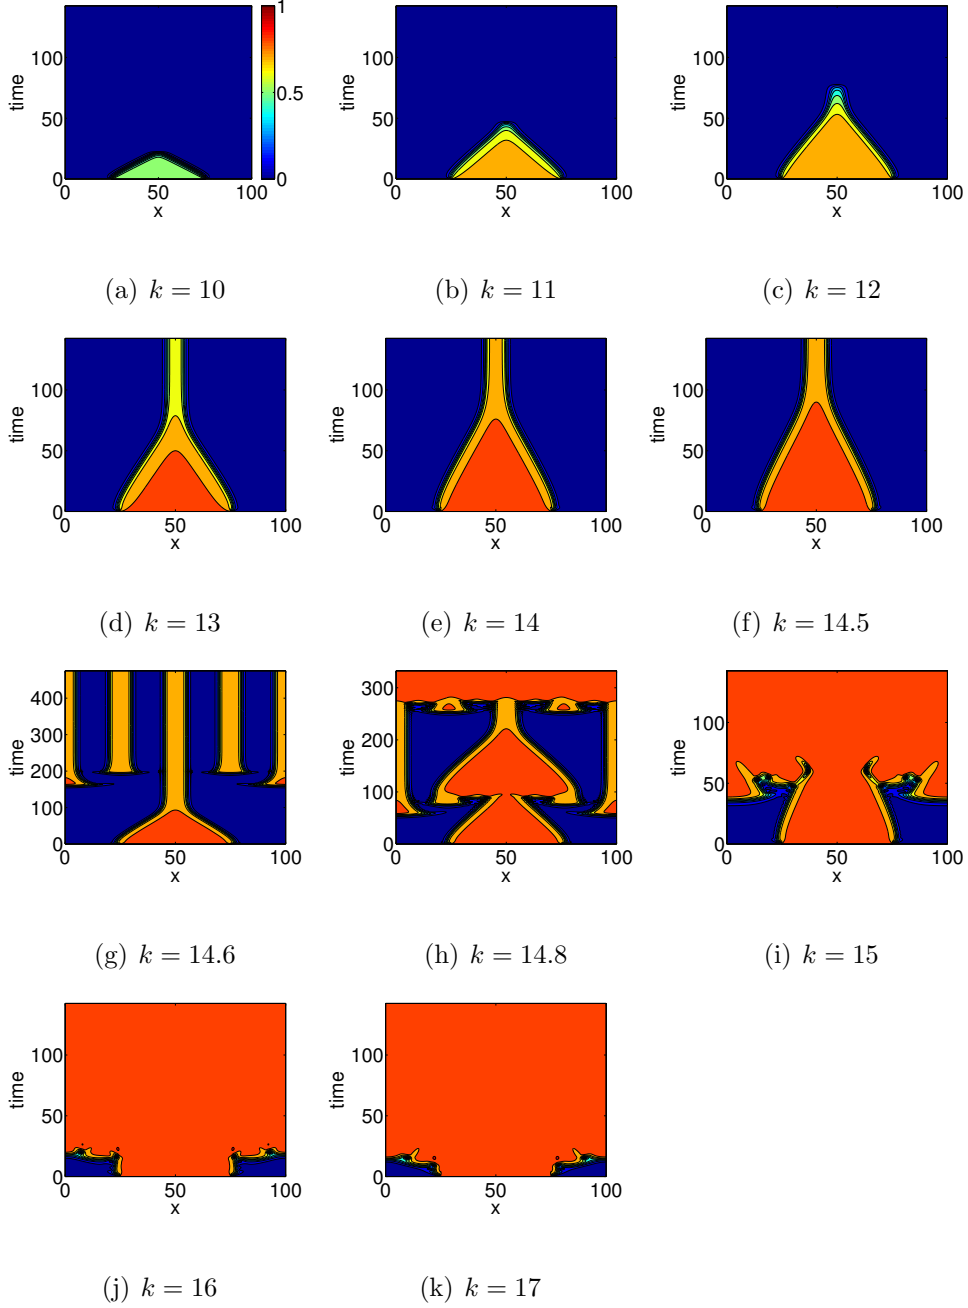 1
0.5
0
time
100
50
0
0
50
100
x
time
100
50
0
0
50
100
x
time
100
50
0
0
50
100
x
(a) k = 10
(b) k = 11
(c) k = 12
time
100
50
0
0
50
100
x
time
100
50
0
0
50
100
x
time
100
50
0
0
50
100
x
(d) k = 13
(e) k = 14
(f) k = 14.5
time
400
300
200
100
0
0
50
100
x
time
300
200
100
0
0
50
100
x
time
100
50
0
0
50
100
x
(g) k = 14.6
(h) k = 14.8
(i) k = 15
time
100
50
0
0
50
100
x
time
100
50
0
0
50
100
x
(j) k = 16
(k) k = 17